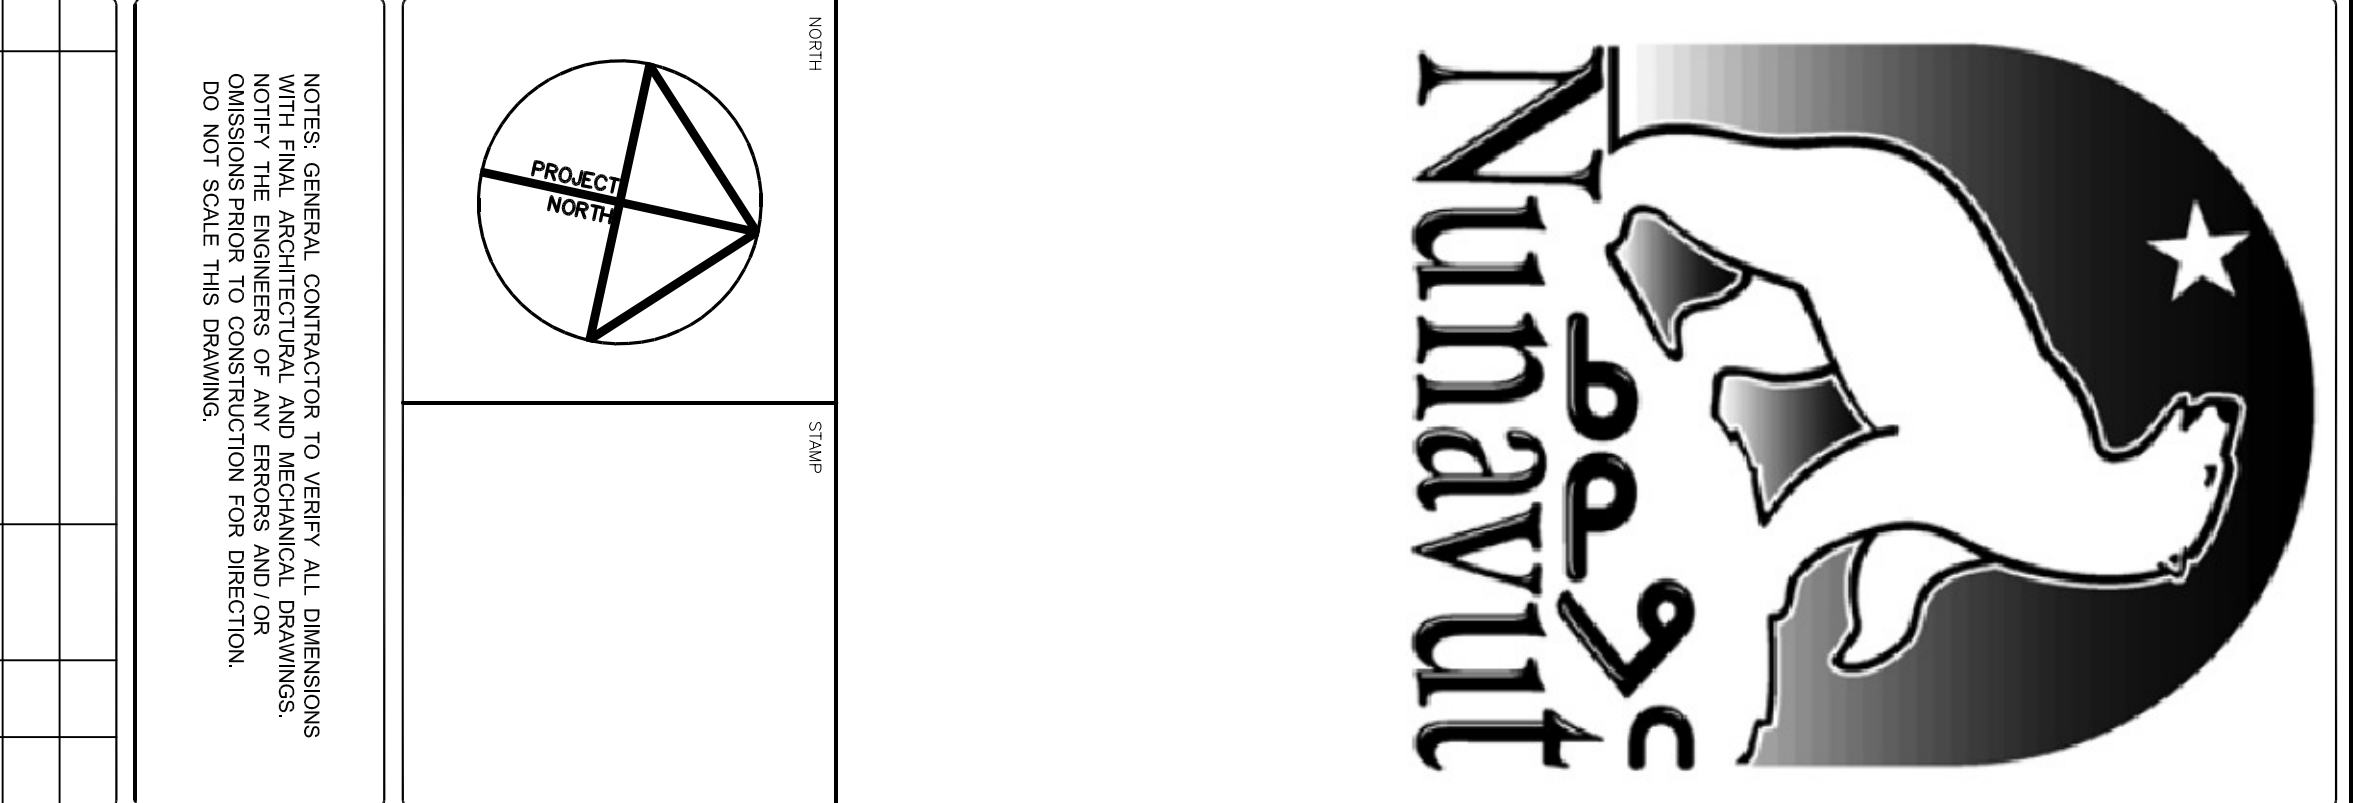 ᓄᓇᕗᑦ
Nunavut
NORTH
STAMP
PROJECT
NORTH
NOTES: GENERAL CONTRACTOR TO VERIFY ALL DIMENSIONS
WITH FINAL ARCHITECTURAL AND MECHANICAL DRAWINGS.
NOTIFY THE ENGINEERS OF ANY ERRORS AND/OR
OMISSIONS PRIOR TO CONSTRUCTION FOR DIRECTION.
DO NOT SCALE THIS DRAWING.